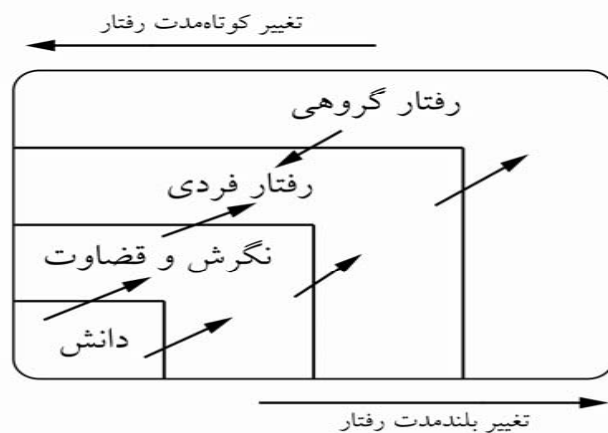 تغییر کوتاه‌مدت رفتار
رفتار گروهی
رفتار فردی
نگرش و قضاوت
دانش
تغییر بلندمدت رفتار